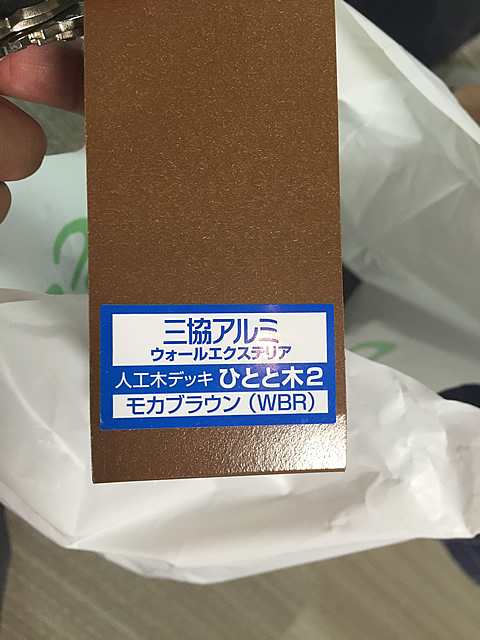 三協アルミ
ウォールエクステリア
人工木デッキ ひとと木2
モカブラウン（WBR）